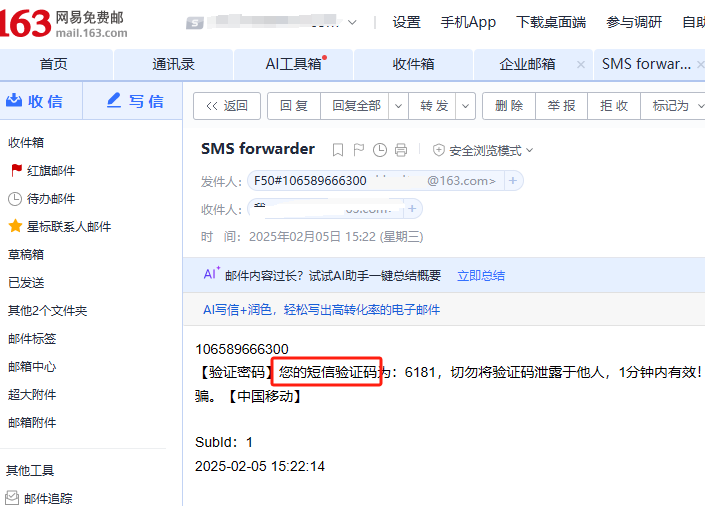 163 网易免费邮
mail.163.com
设置 手机App 下载桌面端 参与调研 自助
首页 通讯录 AI工具箱 收件箱 企业邮箱 × SMS forwar... ×
收信 写信
<< 返回 回复 回复全部 转发 删除 举报 拒收 标记为
收件箱
红旗邮件
待办邮件
星标联系人邮件
草稿箱
已发送
其他2个文件夹
邮件标签
邮箱中心
超大附件
邮箱附件
其他工具
邮件追踪
SMS forwarder 安全浏览模式
发件人： F50#106589666300 @163.com> +
收件人： +
时 间： 2025年02月05日 15:22 (星期三)
AI+ 邮件内容过长？试试AI助手一键总结概要 立即总结
AI写信+润色，轻松写出高转化率的电子邮件
106589666300
【验证密码】您的短信验证码为：6181，切勿将验证码泄露于他人，1分钟内有效！
骗。【中国移动】
SubId：1
2025-02-05 15:22:14